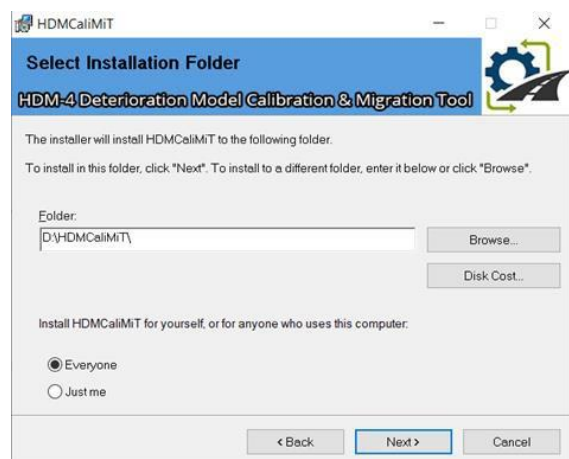 HDMCaliMiT
Select Installation Folder
HDM-4 Deterioration Model Calibration & Migration Tool
The installer will install HDMCaliMiT to the following folder.
To install in this folder, click "Next". To install to a different folder, enter it below or click "Browse".
Folder:
D:\HDMCaliMiT\
Browse...
Disk Cost...
Install HDMCaliMiT for yourself, or for anyone who uses this computer:
Everyone
Just me
< Back
Next >
Cancel